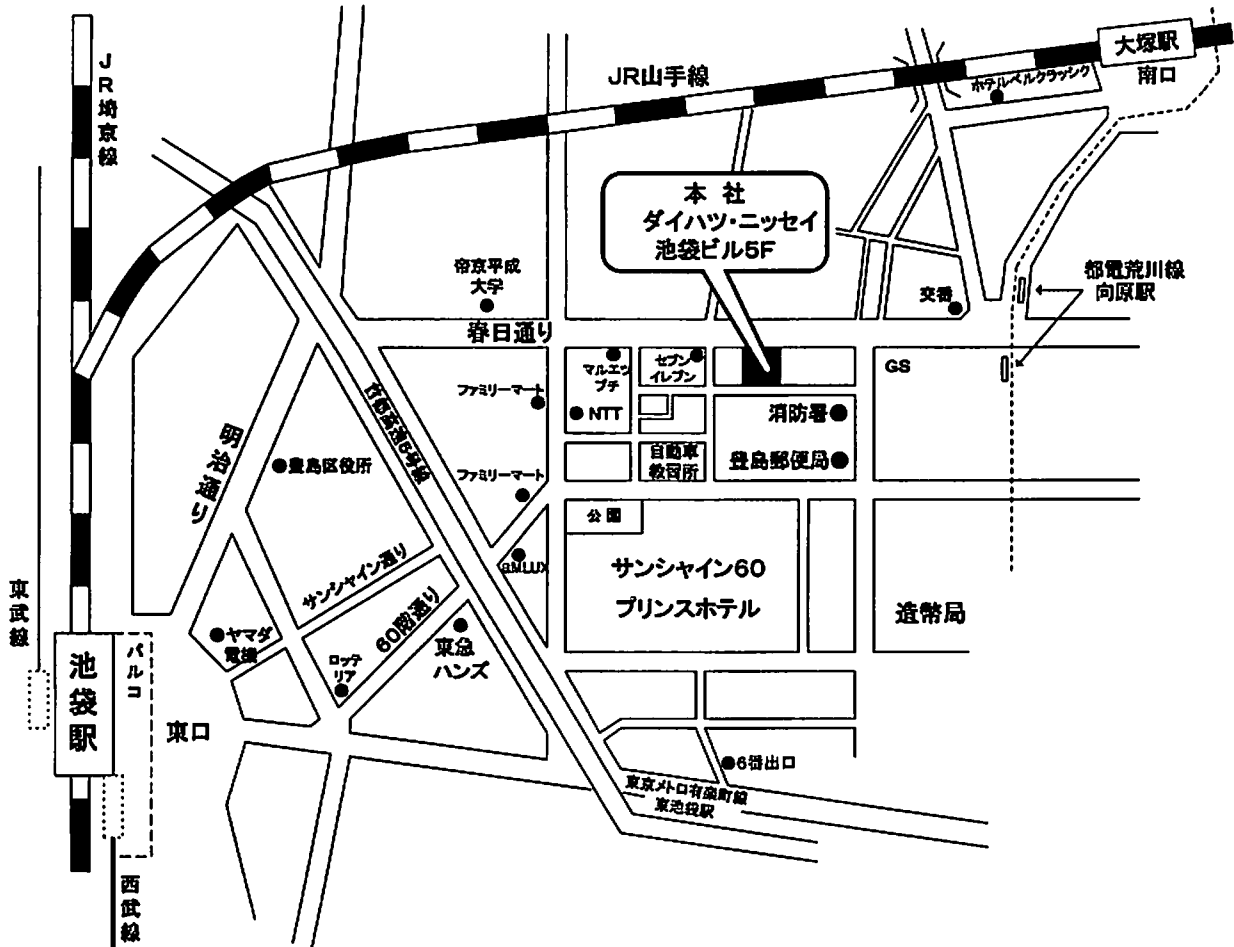 JR埼京線
JR山手線
大塚駅
南口
ホテルベルクラッシク
本社
ダイハツ・ニッセイ
池袋ビル5F
帝京平成
大学
春日通り
交番
都電荒川線
向原駅
マルエツ
プチ
セブン
イレブン
GS
ファミリーマート
NTT
消防署
首都高速5号線
明治通り
豊島区役所
ファミリーマート
自動車
教習所
豊島郵便局
公園
サンシャイン通り
サンシャイン60
プリンスホテル
造幣局
60階通り
東武線
パルコ
ヤマダ
電機
ロッテ
リア
東急
ハンズ
池袋駅
東口
6番出口
東京メトロ有楽町線
東池袋駅
西武線